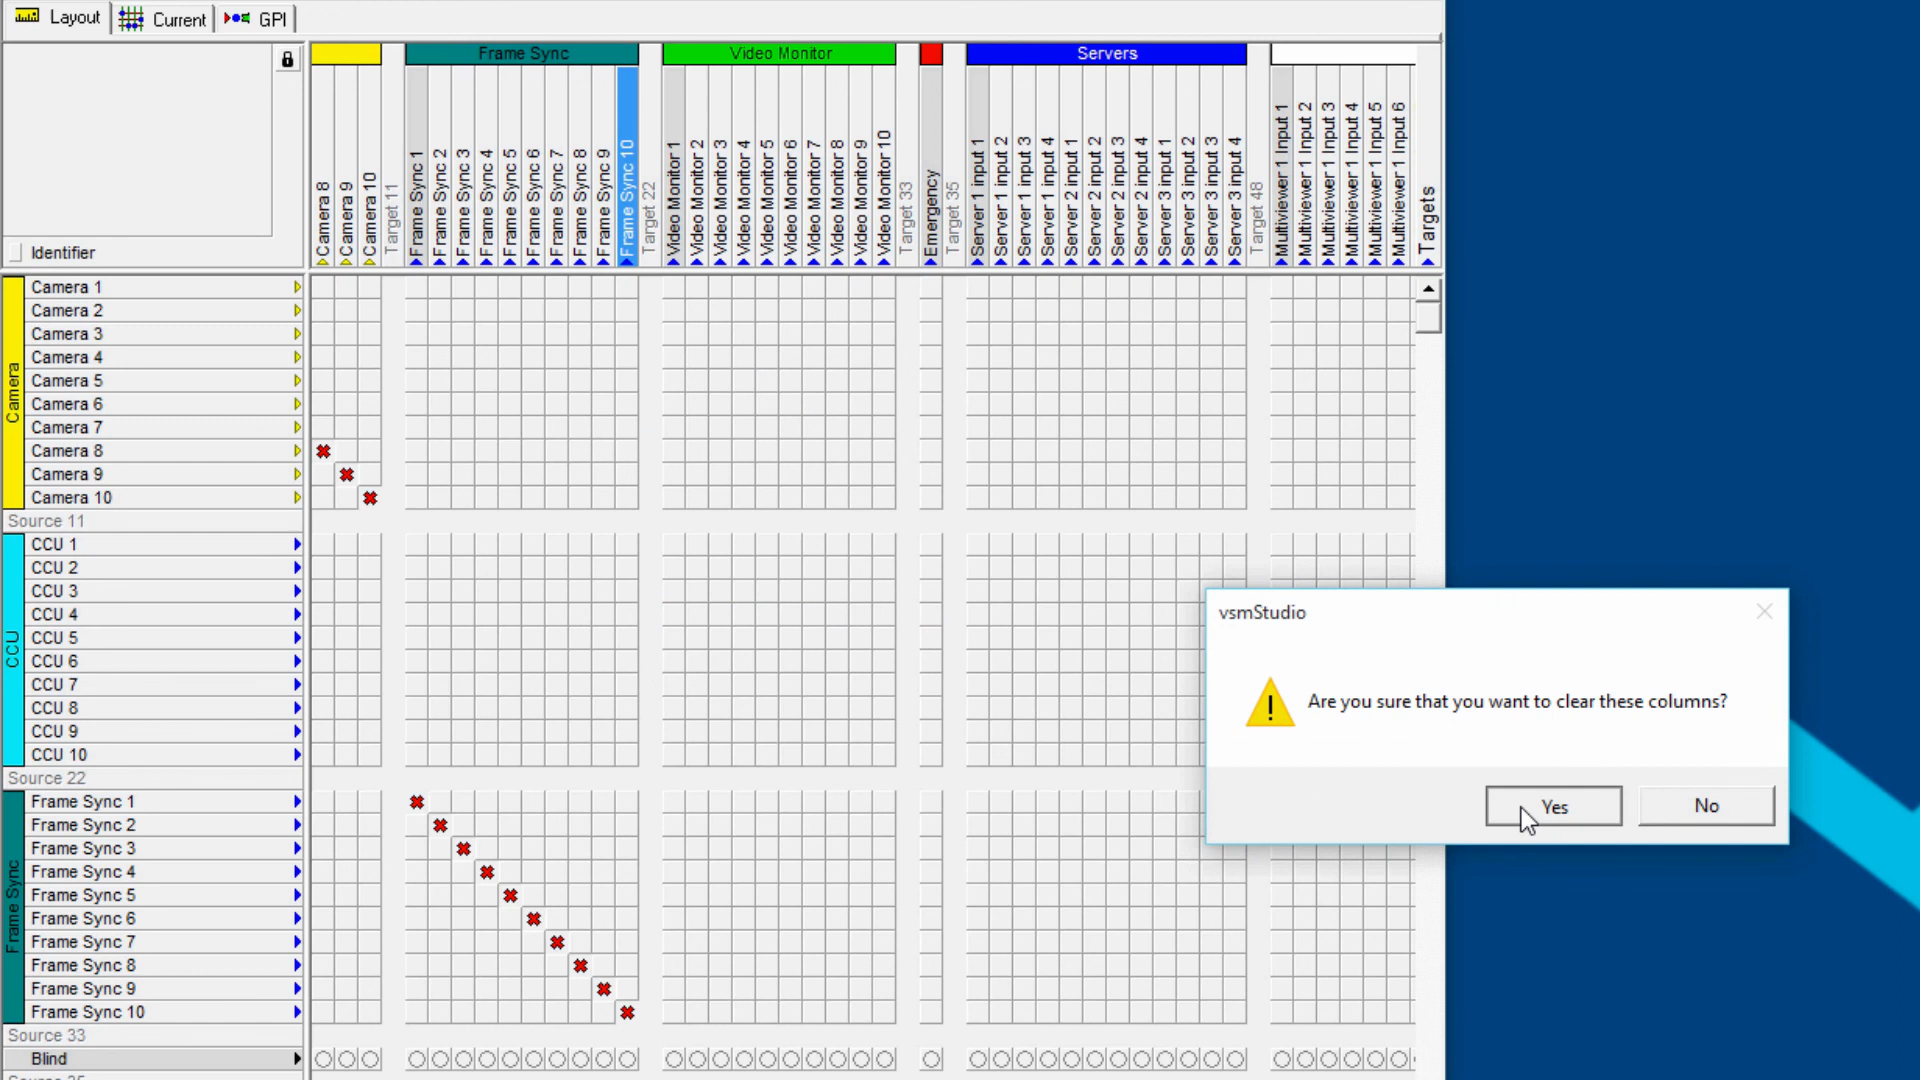 Layout
Current
GPI
Frame Sync
Video Monitor
Servers
Camera 8
Camera 9
Camera 10
Target 11
Frame Sync 1
Frame Sync 2
Frame Sync 3
Frame Sync 4
Frame Sync 5
Frame Sync 6
Frame Sync 7
Frame Sync 8
Frame Sync 9
Frame Sync 10
Target 22
Video Monitor 1
Video Monitor 2
Video Monitor 3
Video Monitor 4
Video Monitor 5
Video Monitor 6
Video Monitor 7
Video Monitor 8
Video Monitor 9
Video Monitor 10
Target 33
Emergency
Target 35
Server 1 input 1
Server 1 input 2
Server 1 input 3
Server 1 input 4
Server 2 input 1
Server 2 input 2
Server 2 input 3
Server 2 input 4
Server 3 input 1
Server 3 input 2
Server 3 input 3
Server 3 input 4
Target 48
Multiviewer 1 Input 1
Multiviewer 1 Input 2
Multiviewer 1 Input 3
Multiviewer 1 Input 4
Multiviewer 1 Input 5
Multiviewer 1 Input 6
Targets
Identifier
Camera
Camera 1
Camera 2
Camera 3
Camera 4
Camera 5
Camera 6
Camera 7
Camera 8
Camera 9
Camera 10
Source 11
CCU
CCU 1
CCU 2
CCU 3
CCU 4
CCU 5
CCU 6
CCU 7
CCU 8
CCU 9
CCU 10
Source 22
Frame Sync
Frame Sync 1
Frame Sync 2
Frame Sync 3
Frame Sync 4
Frame Sync 5
Frame Sync 6
Frame Sync 7
Frame Sync 8
Frame Sync 9
Frame Sync 10
Source 33
Blind
Source 35
vsmStudio
Are you sure that you want to clear these columns?
Yes
No